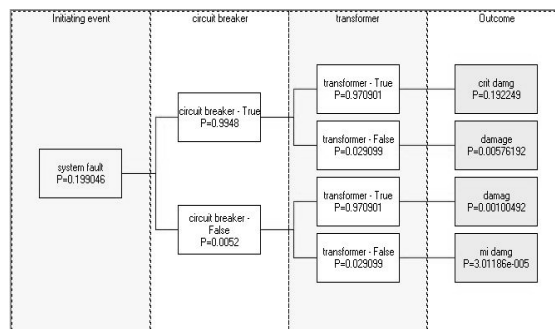 Initiating event
circuit breaker
transformer
Outcome
system fault
P=0.199046
circuit breaker - True
P=0.9948
circuit breaker -
False
P=0.0052
transformer - True
P=0.970901
transformer - False
P=0.029099
transformer - True
P=0.970901
transformer - False
P=0.029099
crit damg
P=0.192249
damage
P=0.00576192
damag
P=0.00100492
mi damg
P=3.01186e-005